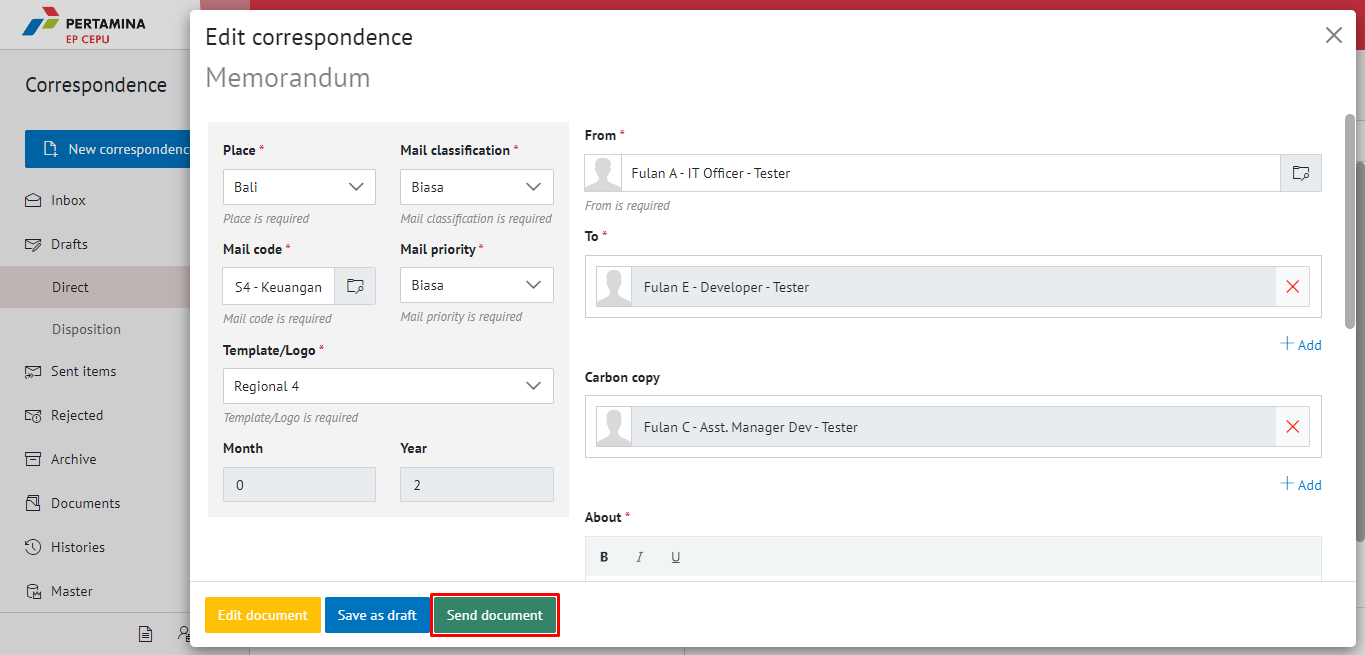 PERTAMINA
EP CEPU
Correspondence
New correspondenc
Inbox
Drafts
Direct
Disposition
Sent items
Rejected
Archive
Documents
Histories
Master
Edit correspondence
Memorandum
Place *
Bali
Place is required
Mail classification *
Biasa
Mail classification is required
Mail code *
S4 - Keuangan
Mail code is required
Mail priority *
Biasa
Mail priority is required
Template/Logo *
Regional 4
Template/Logo is required
Month
0
Year
2
From *
Fulan A - IT Officer - Tester
From is required
To *
Fulan E - Developer - Tester
+ Add
Carbon copy
Fulan C - Asst. Manager Dev - Tester
+ Add
About *
B I U
Edit document
Save as draft
Send document